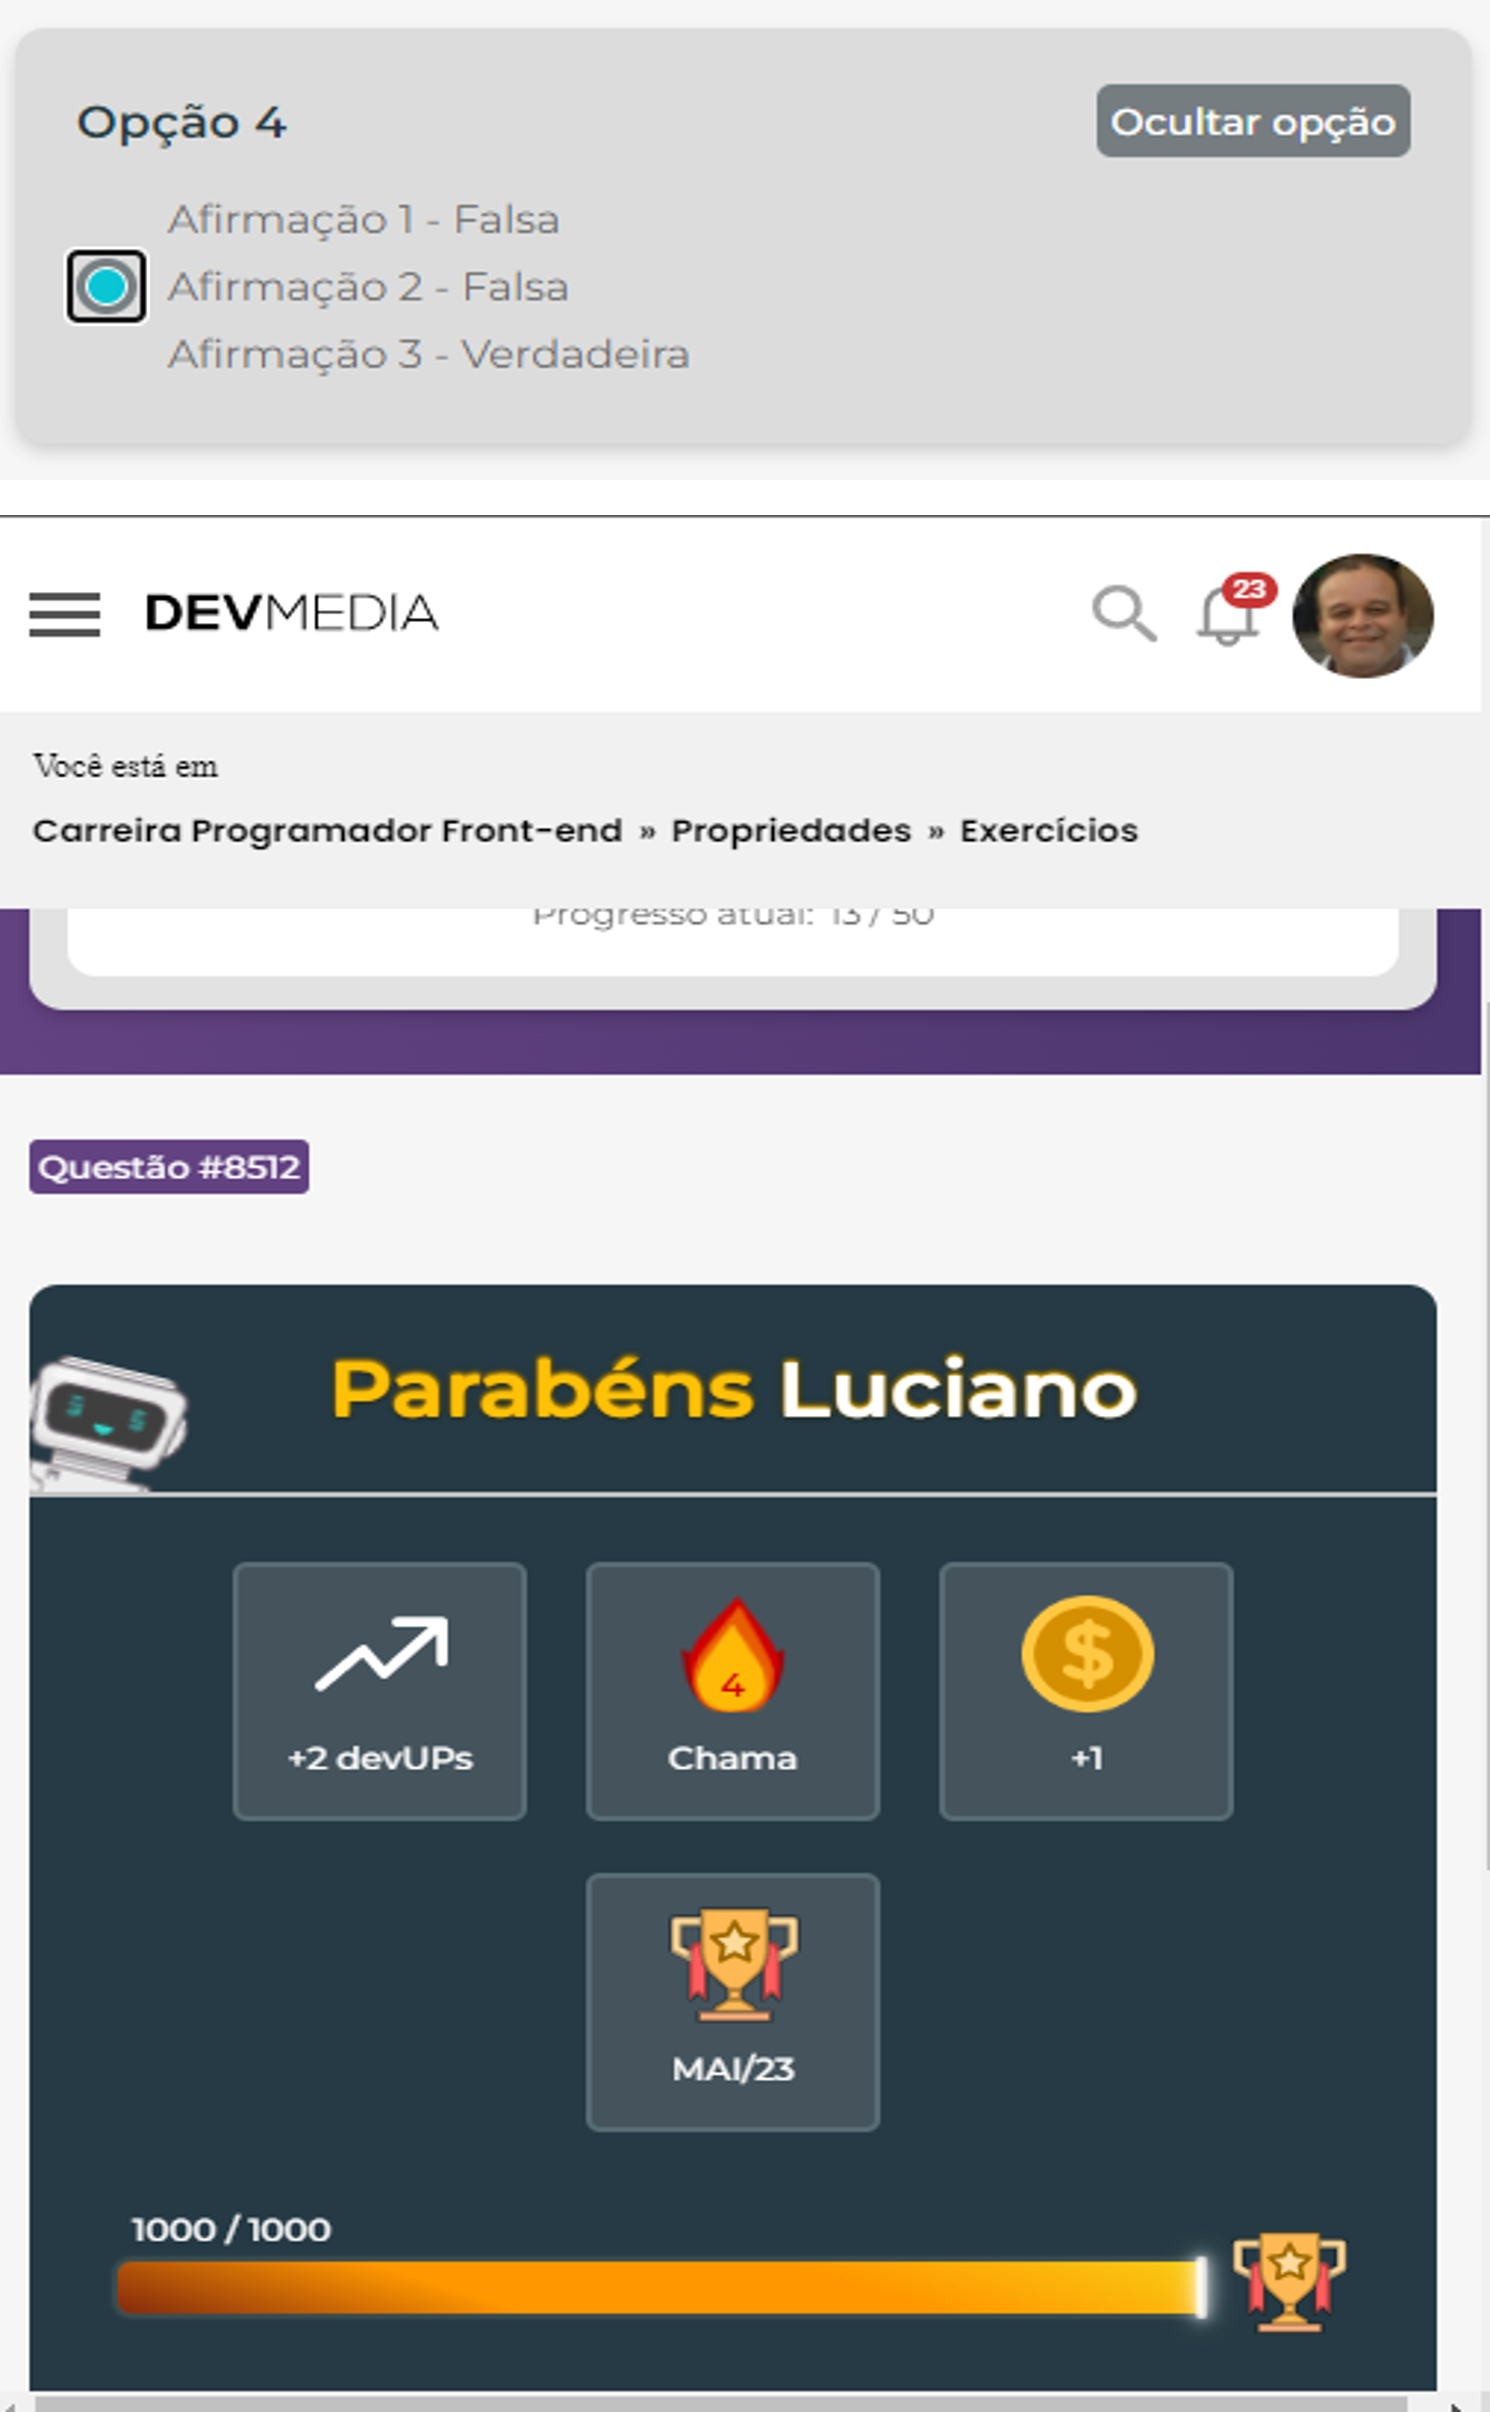 Opção 4
Ocultar opção
Afirmação 1 - Falsa
Afirmação 2 - Falsa
Afirmação 3 - Verdadeira
DEVMEDIA
23
Você está em
Carreira Programador Front-end » Propriedades » Exercícios
Progresso atual: 13 / 50
Questão #8512
Parabéns Luciano
4
+2 devUPs
Chama
+1
MAI/23
1000 / 1000